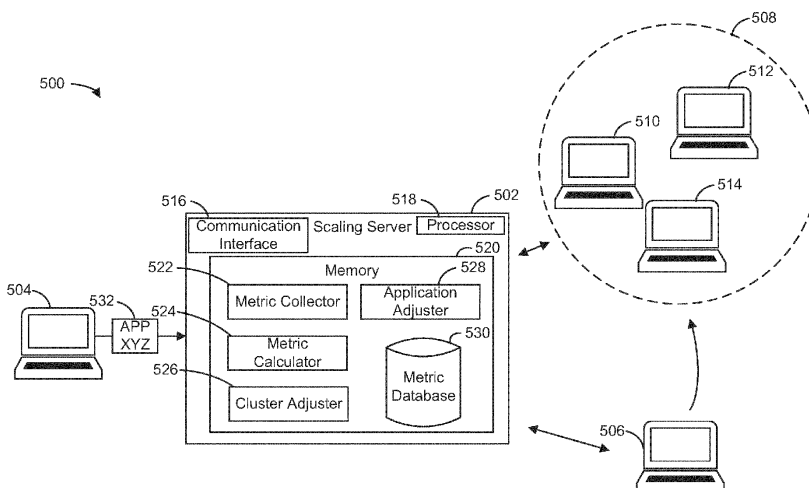 508
500
512
510
514
516
518
502
Communication
Interface
Scaling Server
Processor
520
Memory
522
528
Metric Collector
Application
Adjuster
504
532
524
530
APP
XYZ
Metric
Calculator
Metric
Database
526
Cluster Adjuster
506